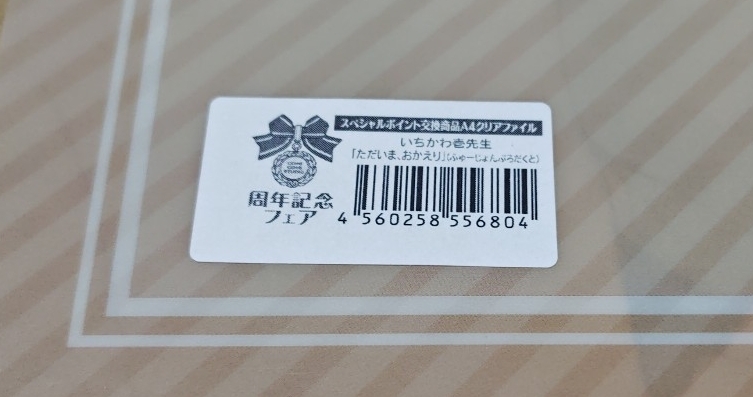 スペシャルポイント交換商品A4クリアファイル
いちかわ壱先生
「ただいま、おかえり」(ふゅーじょんぷろだくと)
COMI
COMI
STUDIO
周年記念
フェア
4 560258 556804